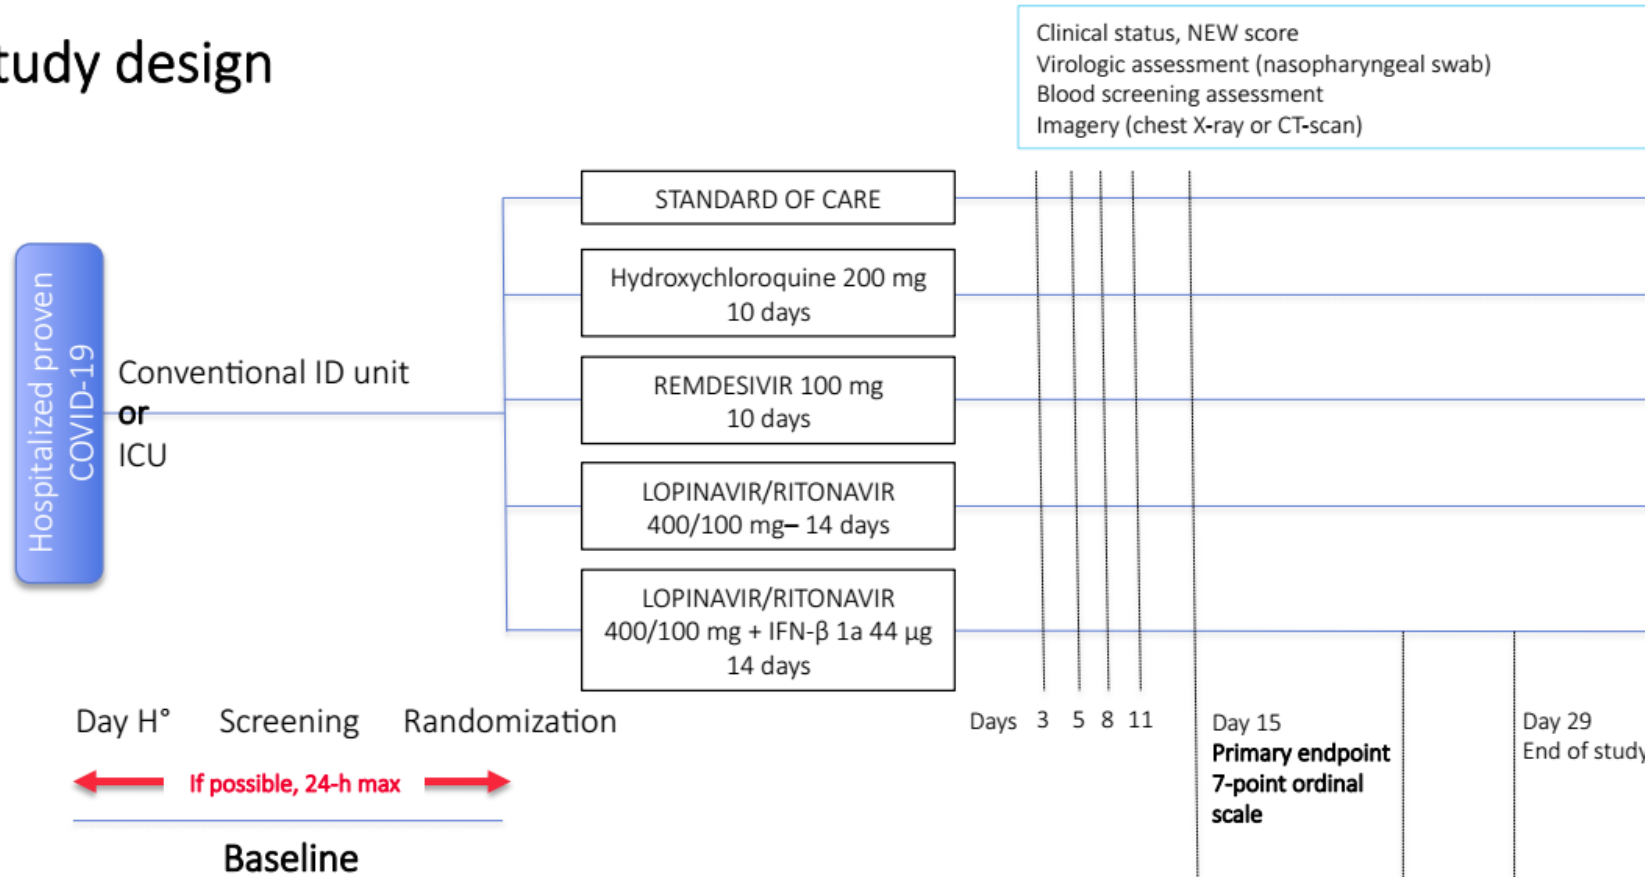 tudy design
Clinical status, NEW score
Virologic assessment (nasopharyngeal swab)
Blood screening assessment
Imagery (chest X-ray or CT-scan)
Hospitalized proven
COVID-19
Conventional ID unit
or
ICU
STANDARD OF CARE
Hydroxychloroquine 200 mg
10 days
REMDESIVIR 100 mg
10 days
LOPINAVIR/RITONAVIR
400/100 mg– 14 days
LOPINAVIR/RITONAVIR
400/100 mg + IFN-β 1a 44 µg
14 days
Day H° Screening Randomization
If possible, 24-h max
Baseline
Days 3 5 8 11
Day 15
Primary endpoint
7-point ordinal
scale
Day 29
End of study